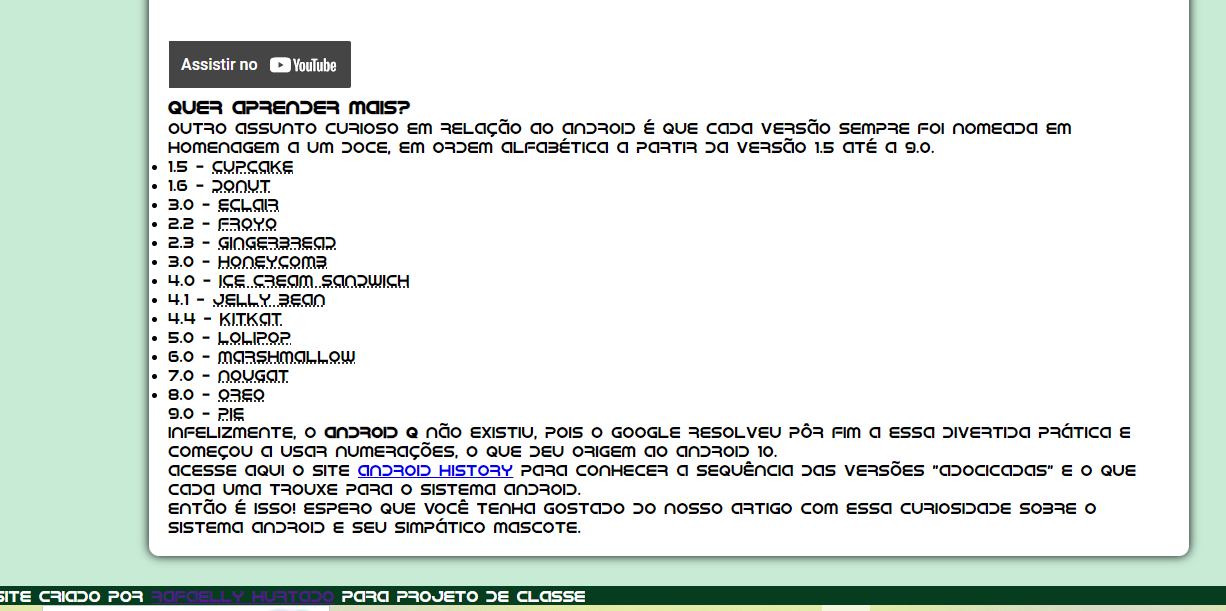 Assistir no YouTube
QUER APRENDER MAIS?
OUTRO ASSUNTO CURIOSO EM RELAÇÃO AO ANDROID É QUE CADA VERSÃO SEMPRE FOI NOMEADA EM
HOMENAGEM A UM DOCE, EM ORDEM ALFABÉTICA A PARTIR DA VERSÃO 1.5 ATÉ A 9.0.
1.5 - CUPCAKE
1.6 - DONUT
3.0 - ECLAIR
2.2 - FROYO
2.3 - GINGERBREAD
3.0 - HONEYCOMB
4.0 - ICE CREAM SANDWICH
4.1 - JELLY BEAN
4.4 - KITKAT
5.0 - LOLIPOP
6.0 - MARSHMALLOW
7.0 - NOUGAT
8.0 - OREO
9.0 - PIE
INFELIZMENTE, O ANDROID Q NÃO EXISTIU, POIS O GOOGLE RESOLVEU PÔR FIM A ESSA DIVERTIDA PRÁTICA E
COMEÇOU A USAR NUMERAÇÕES, O QUE DEU ORIGEM AO ANDROID 10.
ACESSE AQUI O SITE ANDROID HISTORY PARA CONHECER A SEQUÊNCIA DAS VERSÕES "ADOCICADAS" E O QUE
CADA UMA TROUXE PARA O SISTEMA ANDROID.
ENTÃO É ISSO! ESPERO QUE VOCÊ TENHA GOSTADO DO NOSSO ARTIGO COM ESSA CURIOSIDADE SOBRE O
SISTEMA ANDROID E SEU SIMPÁTICO MASCOTE.
SITE CRIADO POR RAFAELLY HURTADO PARA PROJETO DE CLASSE